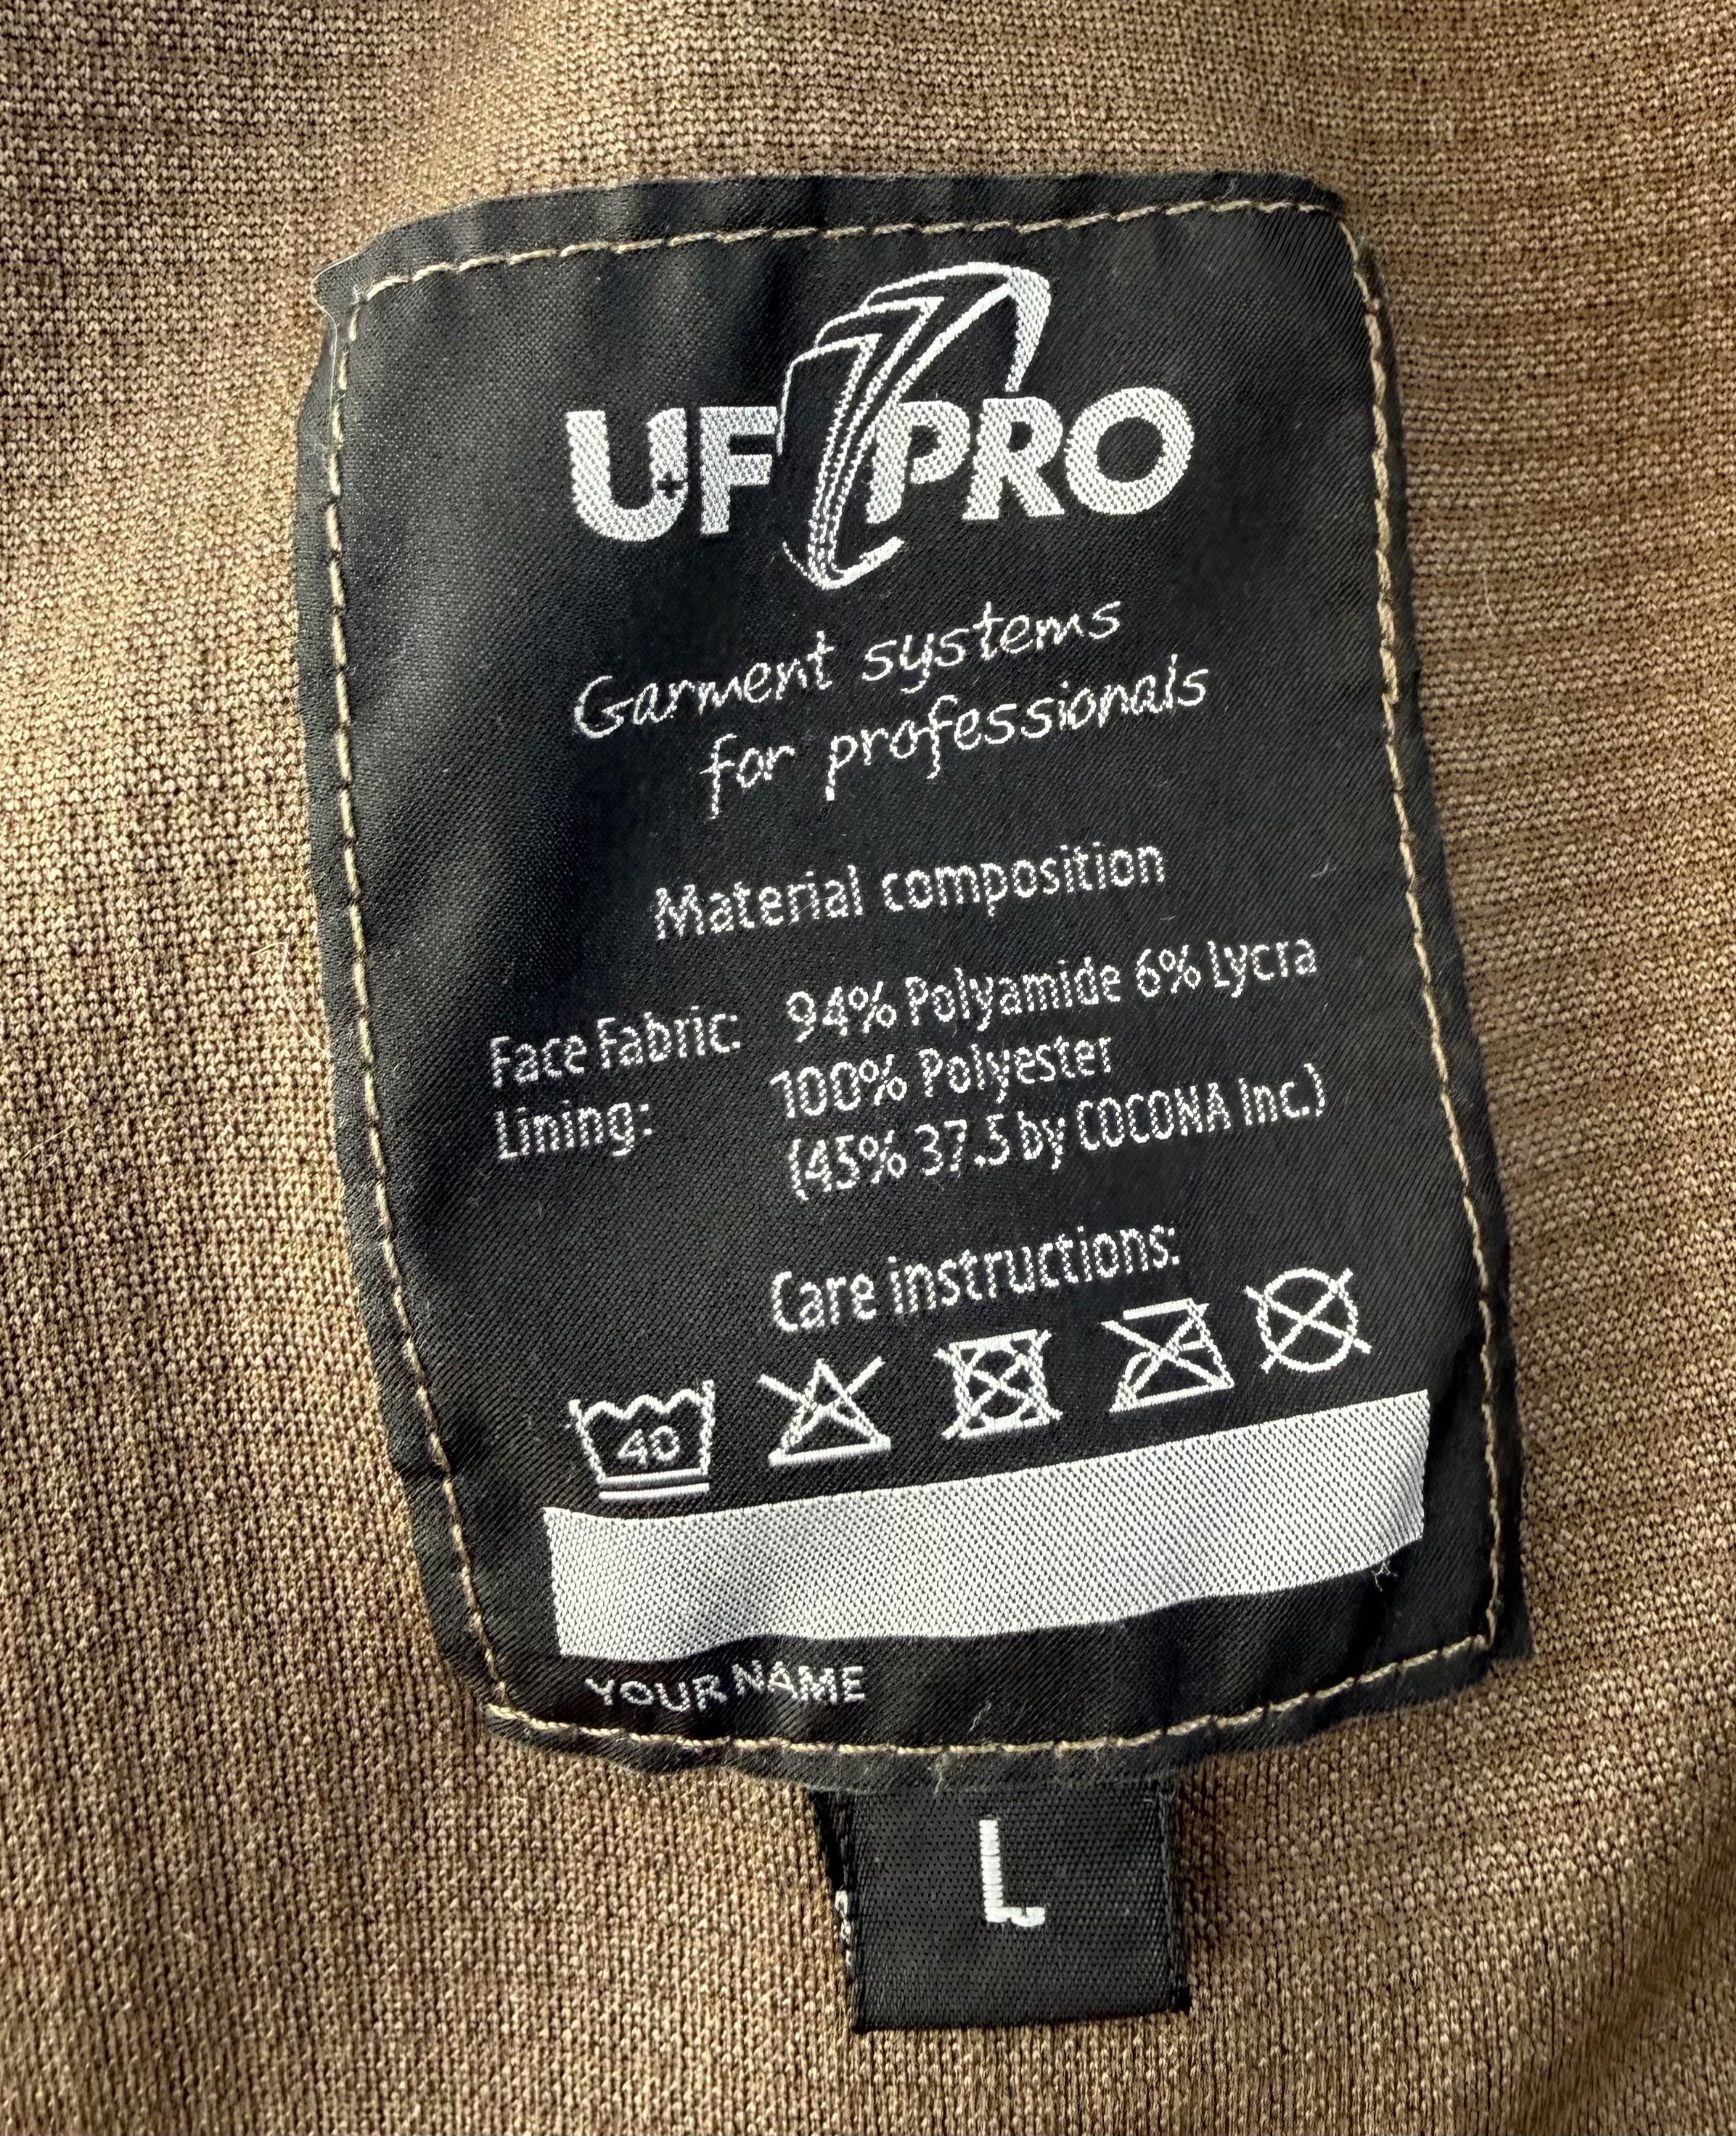 UF PRO
Garment systems
for professionals
Material composition
Face Fabric: 94% Polyamide 6% Lycra
Lining: 100% Polyester
(45% 37.5 by COCONA Inc.)
Care instructions:
40
YOUR NAME
L